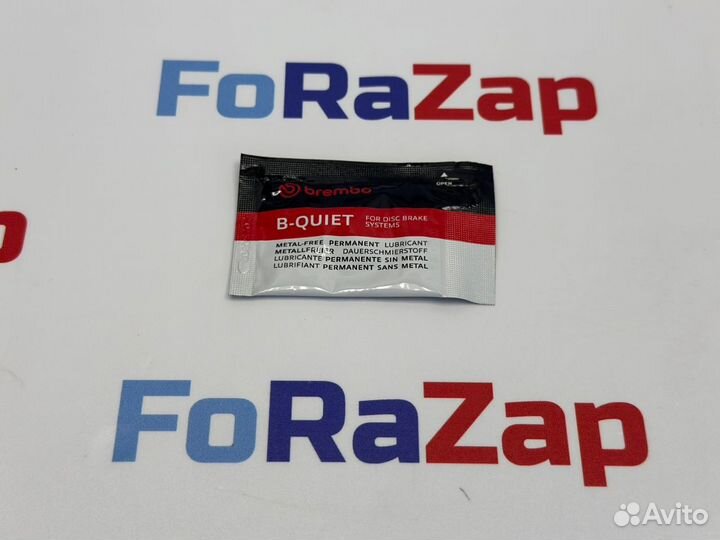 FoRaZap
brembo
OPEN
B-QUIET
FOR DISC BRAKE
SYSTEMS
METAL-FREE PERMANENT LUBRICANT
METALLFREIER DAUERSCHMIERSTOFF
LUBRICANTE PERMANENTE SIN METAL
LUBRIFIANT PERMANENT SANS METAL
FoRaZap
Avito